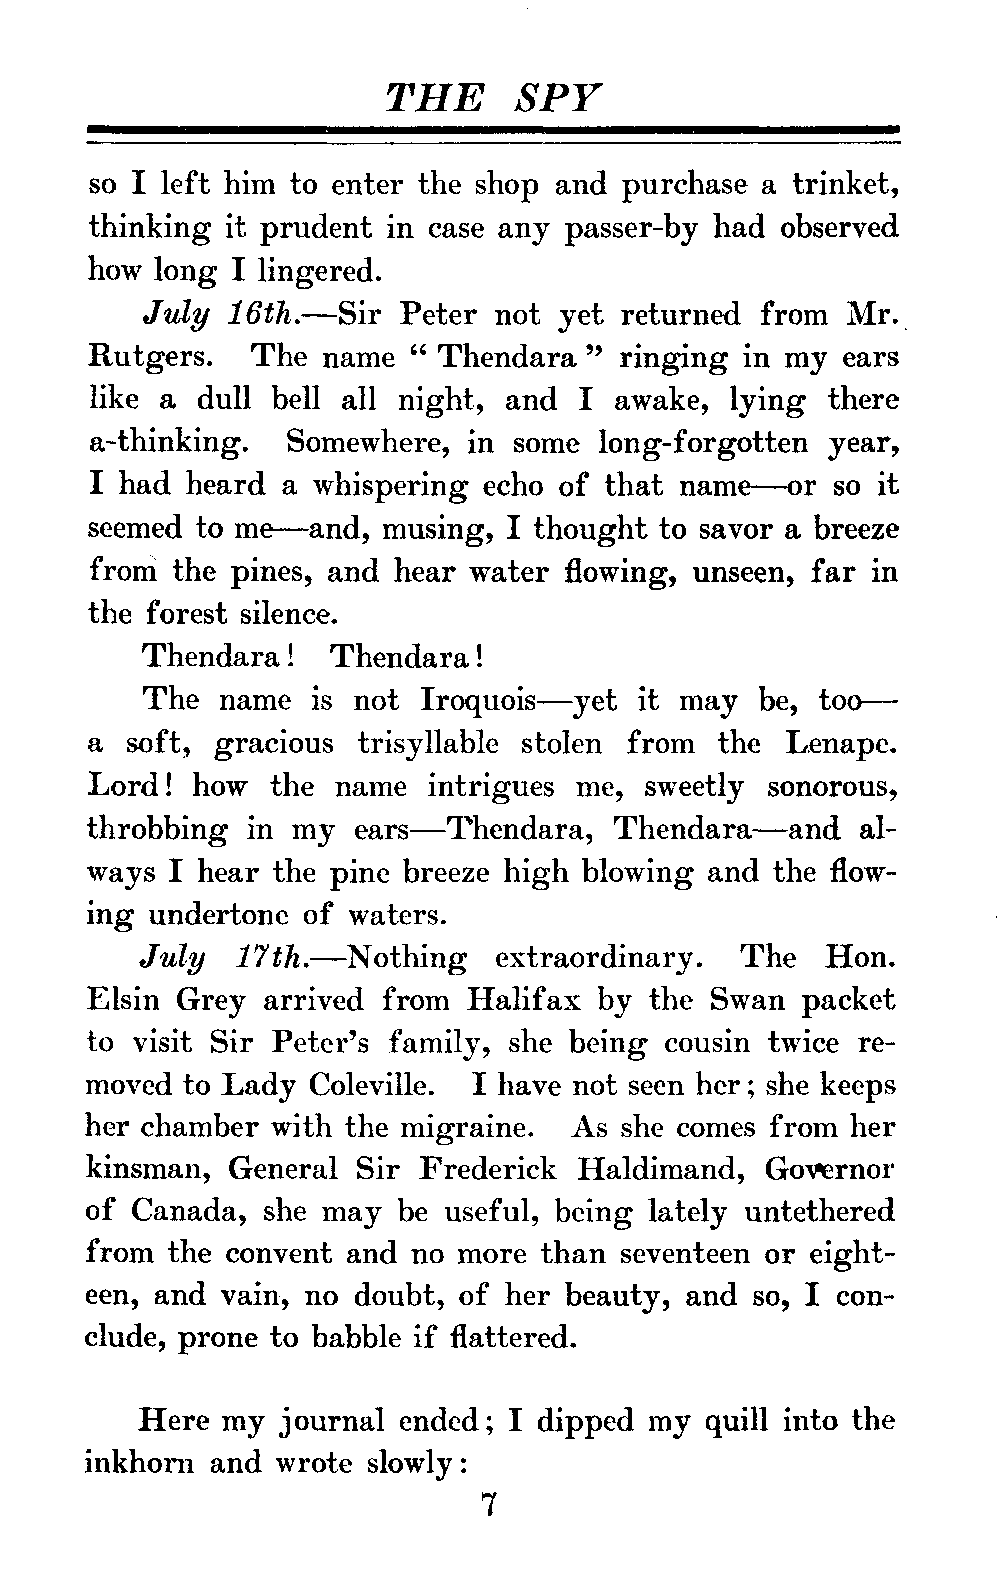 THE SPY
so I left him to enter the shop and purchase a trinket,
thinking it prudent in case any passer-by had observed
how long I lingered.
July 16th.—Sir Peter not yet returned from Mr.
Rutgers. The name “ Thendara ” ringing in my ears
like a dull bell all night, and I awake, lying there
a-thinking. Somewhere, in some long-forgotten year,
I had heard a whispering echo of that name—or so it
seemed to me—and, musing, I thought to savor a breeze
from the pines, and hear water flowing, unseen, far in
the forest silence.
Thendara! Thendara!
The name is not Iroquois—yet it may be, too—
a soft, gracious trisyllable stolen from the Lenape.
Lord! how the name intrigues me, sweetly sonorous,
throbbing in my ears—Thendara, Thendara—and al-
ways I hear the pine breeze high blowing and the flow-
ing undertone of waters.
July 17th.—Nothing extraordinary. The Hon.
Elsin Grey arrived from Halifax by the Swan packet
to visit Sir Peter’s family, she being cousin twice re-
moved to Lady Coleville. I have not seen her; she keeps
her chamber with the migraine. As she comes from her
kinsman, General Sir Frederick Haldimand, Governor
of Canada, she may be useful, being lately untethered
from the convent and no more than seventeen or eight-
een, and vain, no doubt, of her beauty, and so, I con-
clude, prone to babble if flattered.
Here my journal ended; I dipped my quill into the
inkhorn and wrote slowly:
7